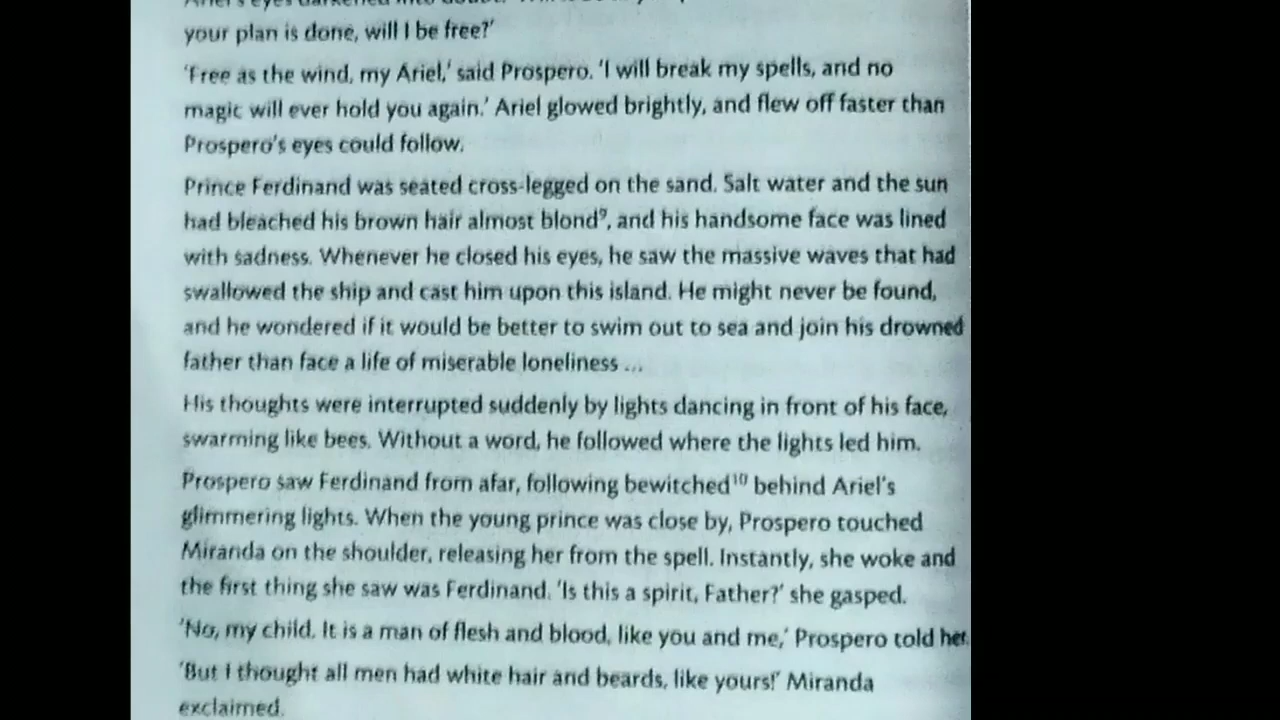 your plan is done, will I be free?'
'Free as the wind, my Ariel,' said Prospero. 'I will break my spells, and no
magic will ever hold you again.' Ariel glowed brightly, and flew off faster than
Prospero's eyes could follow.
Prince Ferdinand was seated cross-legged on the sand. Salt water and the sun
had bleached his brown hair almost blond⁹, and his handsome face was lined
with sadness. Whenever he closed his eyes, he saw the massive waves that had
swallowed the ship and cast him upon this island. He might never be found,
and he wondered if it would be better to swim out to sea and join his drowned
father than face a life of miserable loneliness ...
His thoughts were interrupted suddenly by lights dancing in front of his face,
swarming like bees. Without a word, he followed where the lights led him.
Prospero saw Ferdinand from afar, following bewitched¹⁰ behind Ariel's
glimmering lights. When the young prince was close by, Prospero touched
Miranda on the shoulder, releasing her from the spell. Instantly, she woke and
the first thing she saw was Ferdinand. 'Is this a spirit, Father?' she gasped.
'No, my child. It is a man of flesh and blood, like you and me,' Prospero told her.
'But I thought all men had white hair and beards, like yours!' Miranda
exclaimed.